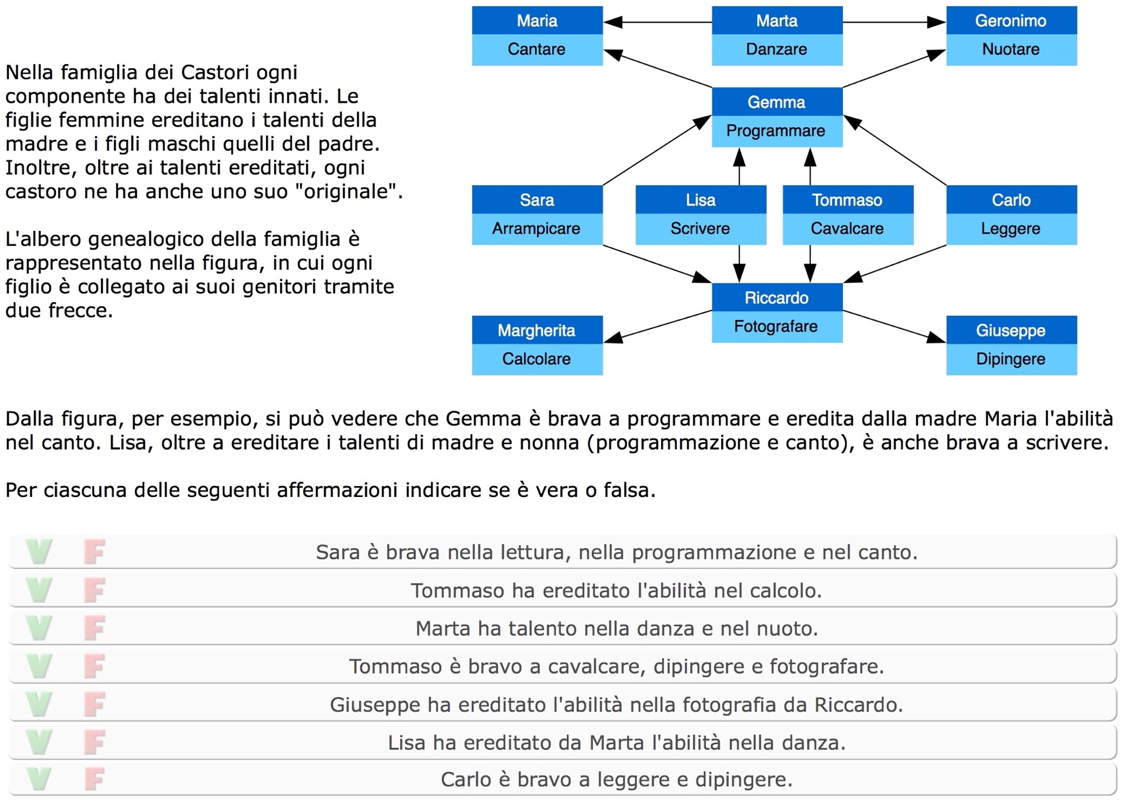 Nella famiglia dei Castori ogni
componente ha dei talenti innati. Le
figlie femmine ereditano i talenti della
madre e i figli maschi quelli del padre.
Inoltre, oltre ai talenti ereditati, ogni
castoro ne ha anche uno suo "originale".
L'albero genealogico della famiglia è
rappresentato nella figura, in cui ogni
figlio è collegato ai suoi genitori tramite
due frecce.
Maria
Cantare
Marta
Danzare
Geronimo
Nuotare
Gemma
Programmare
Sara
Arrampicare
Lisa
Scrivere
Tommaso
Cavalcare
Carlo
Leggere
Riccardo
Fotografare
Margherita
Calcolare
Giuseppe
Dipingere
Dalla figura, per esempio, si può vedere che Gemma è brava a programmare e eredita dalla madre Maria l'abilità
nel canto. Lisa, oltre a ereditare i talenti di madre e nonna (programmazione e canto), è anche brava a scrivere.
Per ciascuna delle seguenti affermazioni indicare se è vera o falsa.
V F Sara è brava nella lettura, nella programmazione e nel canto.
V F Tommaso ha ereditato l'abilità nel calcolo.
V F Marta ha talento nella danza e nel nuoto.
V F Tommaso è bravo a cavalcare, dipingere e fotografare.
V F Giuseppe ha ereditato l'abilità nella fotografia da Riccardo.
V F Lisa ha ereditato da Marta l'abilità nella danza.
V F Carlo è bravo a leggere e dipingere.